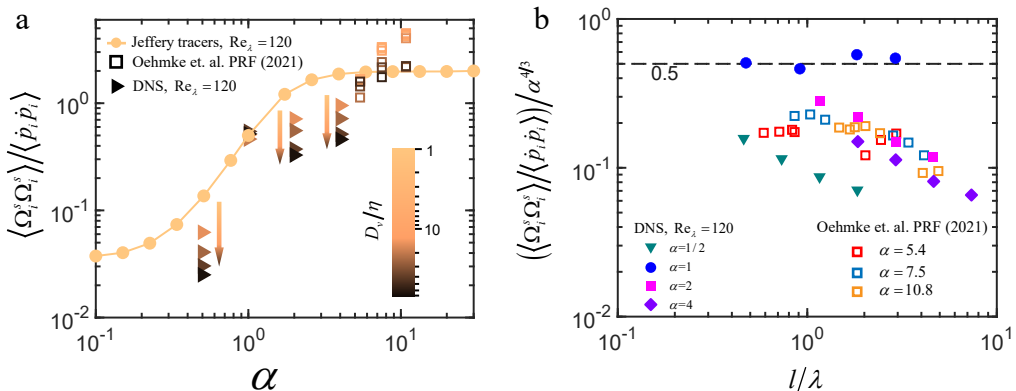 a
⟨Ω_i^s Ω_i^s⟩/⟨ṗ_i ṗ_i⟩
10^1
10^0
10^-1
10^-2
Jeffery tracers, Re_λ =120
Oehmke et. al. PRF (2021)
DNS, Re_λ =120
D_v/η
1
10
10^-1
10^0
10^1
α
b
(⟨Ω_i^s Ω_i^s⟩/⟨ṗ_i ṗ_i⟩)/α^4/3
10^0
10^-1
10^-2
0.5
DNS, Re_λ =120
α=1/2
α=1
α=2
α=4
Oehmke et. al. PRF (2021)
α = 5.4
α = 7.5
α = 10.8
10^-1
10^0
10^1
l/λ